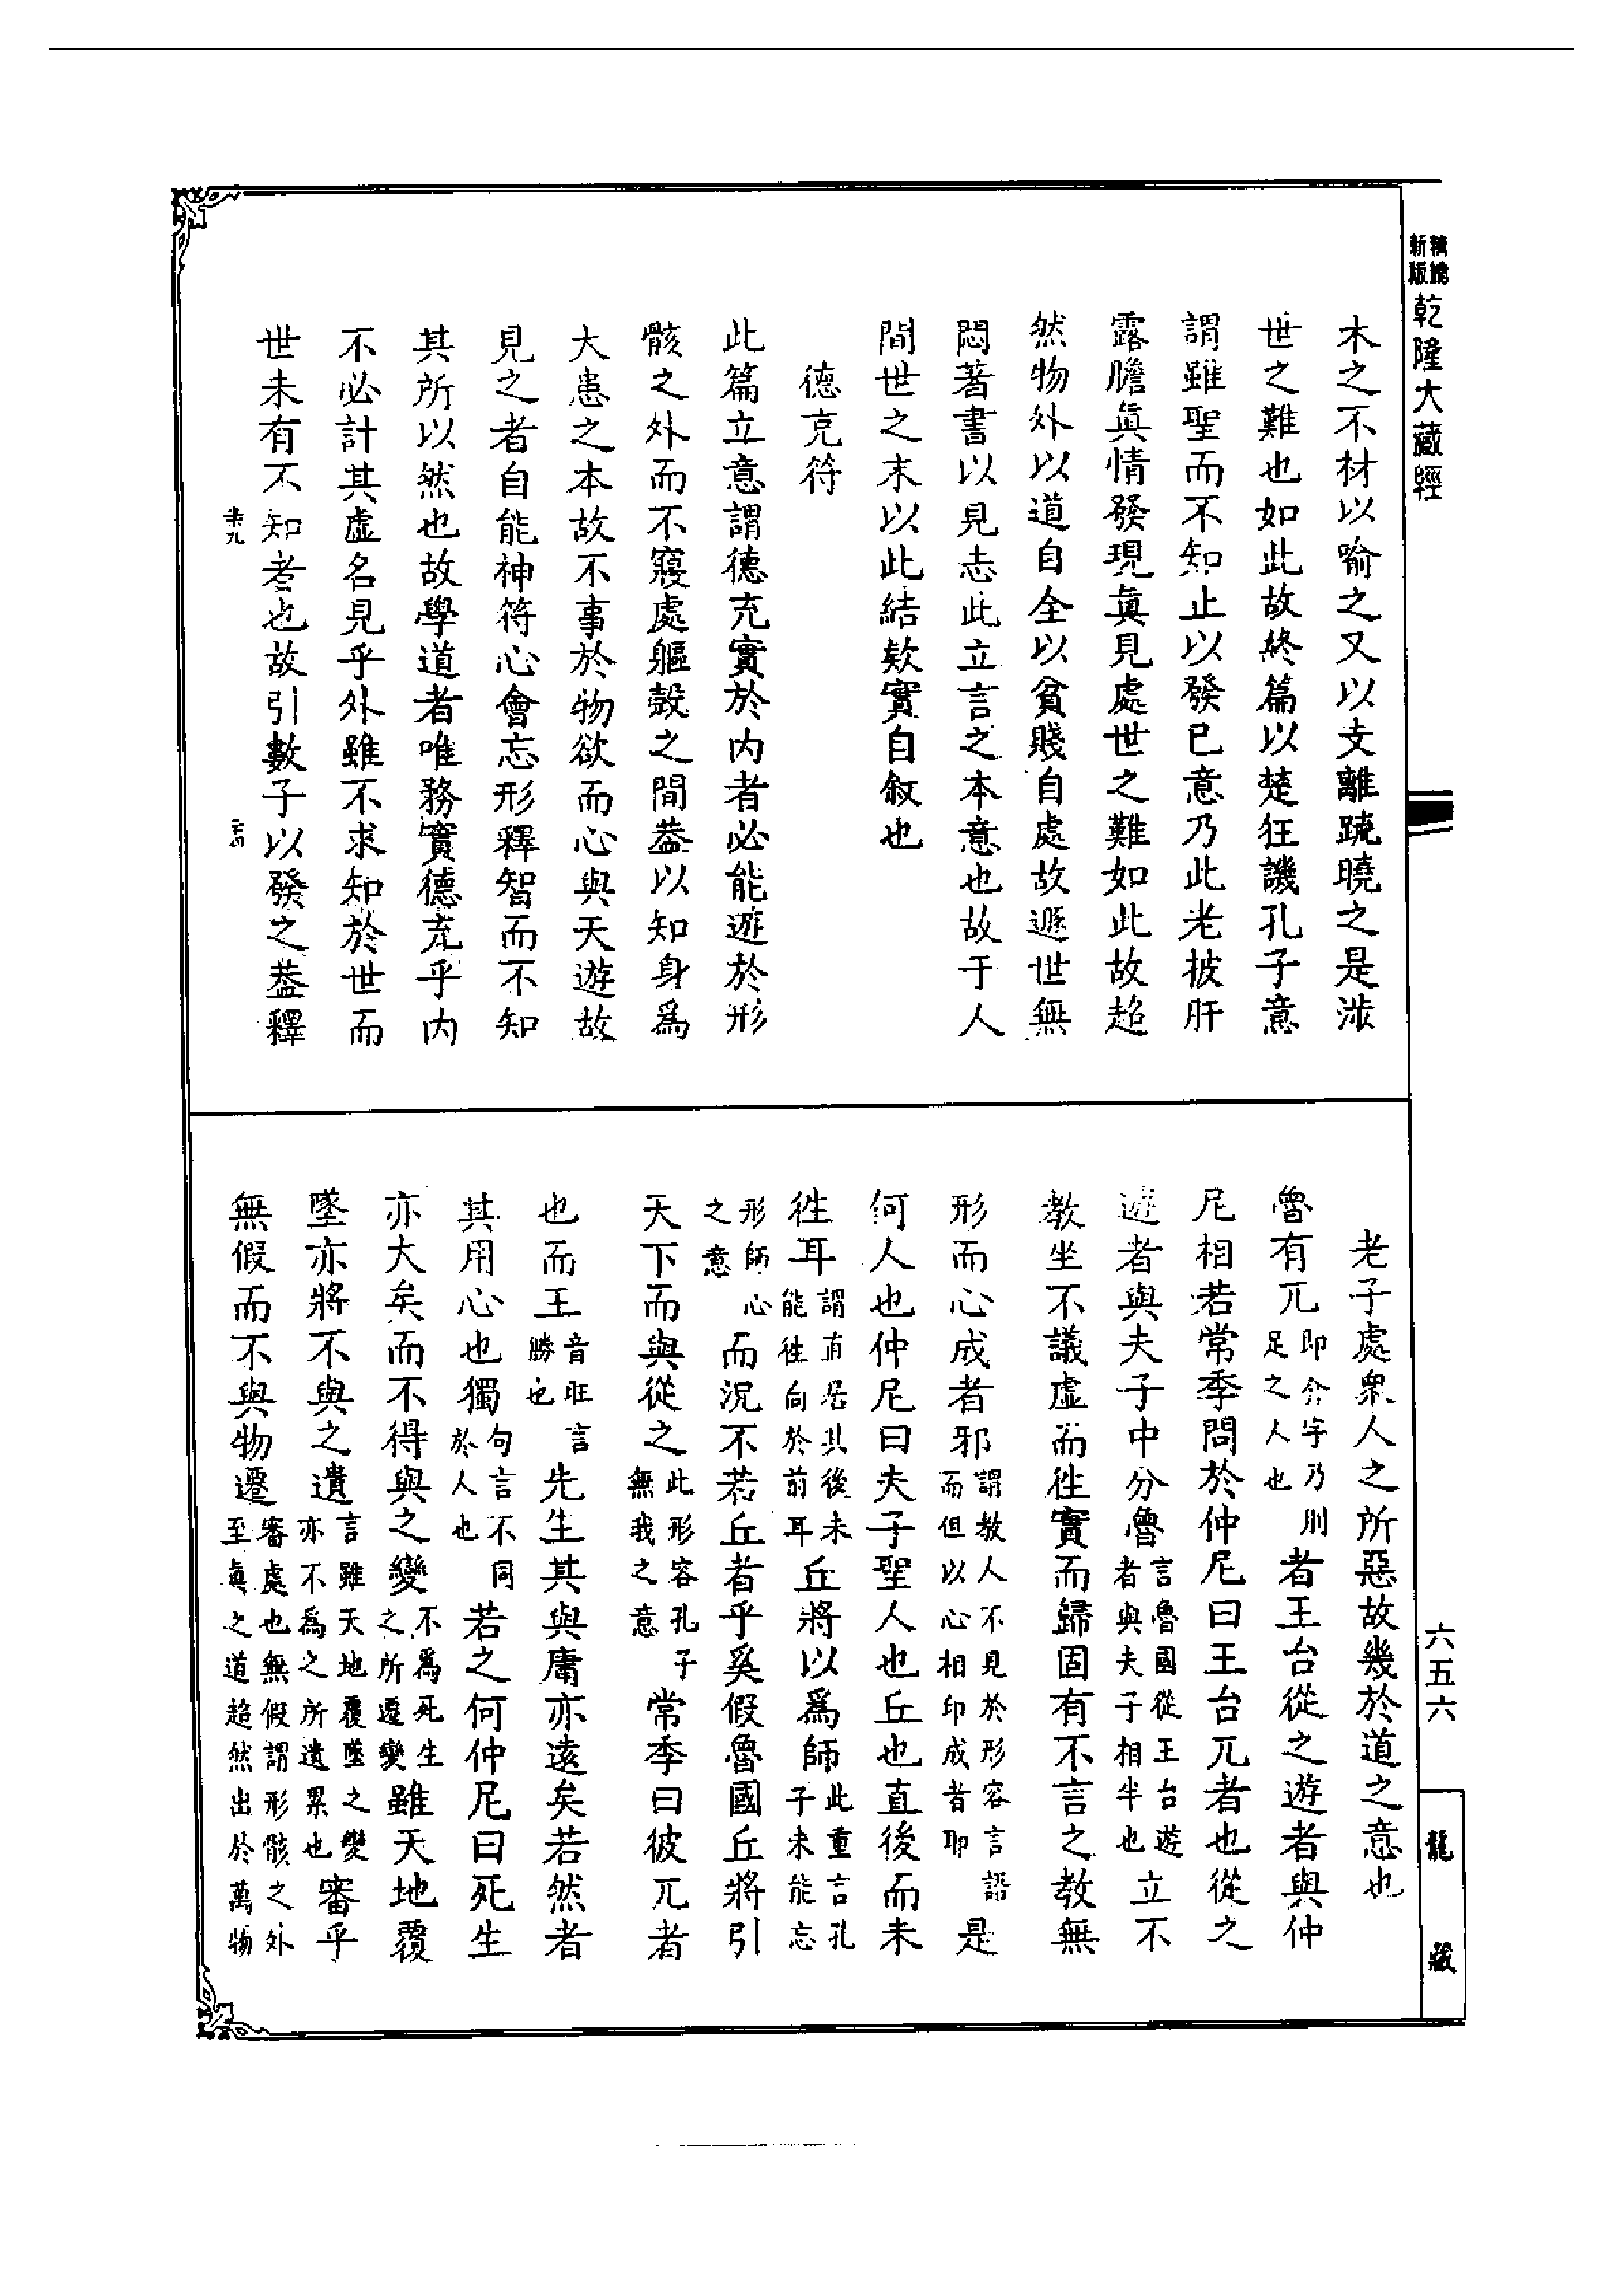 精縮新版乾隆大藏經
木之不材以喻之又以支離䟽曉之是涉
世之難也如此故終篇以楚狂譏孔子意
謂雖聖而不知止以發已意乃此老披肝
露膽真情發現真見處世之難如此故超
然物外以道自全以貧賤自處故遯世無
悶著書以見志此立言之本意也故于人
間世之末以此結欵實自叙也
德充符
此篇立意謂德充實於内者必能遊於形
骸之外而不寢處軀殼之間葢以知身為
大患之本故不事於物欲而心與天遊故
見之者自能神符心會忘形釋智而不知
其所以然也故學道者唯務實德充乎内
不必計其虛名見乎外雖不求知於世而
世未有不知者也故引數子以發之葢釋
老子處衆人之所惡故幾於道之意也
魯有兀即介字乃刖足之人也者王台從之遊者與仲
尼相若常季問於仲尼曰王台兀者也從之
遊者與夫子中分魯言魯國從王台遊者與夫子相半也立不
教坐不議虛而徃實而歸固有不言之教無
形而心成者邪謂教人不見於形容言語而但以心相印成者耶是
何人也仲尼曰夫子聖人也丘也直後而未
徃耳謂直居其後未能徃向於前耳丘將以為師此重言孔子未能忘
形師心之意而況不若丘者乎奚假魯國丘將引
天下而與從之此形容孔子無我之意常季曰彼兀者
也而王音旺言勝也先生其與庸亦遠矣若然者
其用心也獨句言不同於人也若之何仲尼曰死生
亦大矣而不得與之變不為死生之所遷變雖天地覆
墜亦將不與之遺言雖天地覆墜之變亦不為之所遺累也審乎
無假而不與物遷審處也無假謂形骸之外至真之道超然出於萬物
六五六
龍藏